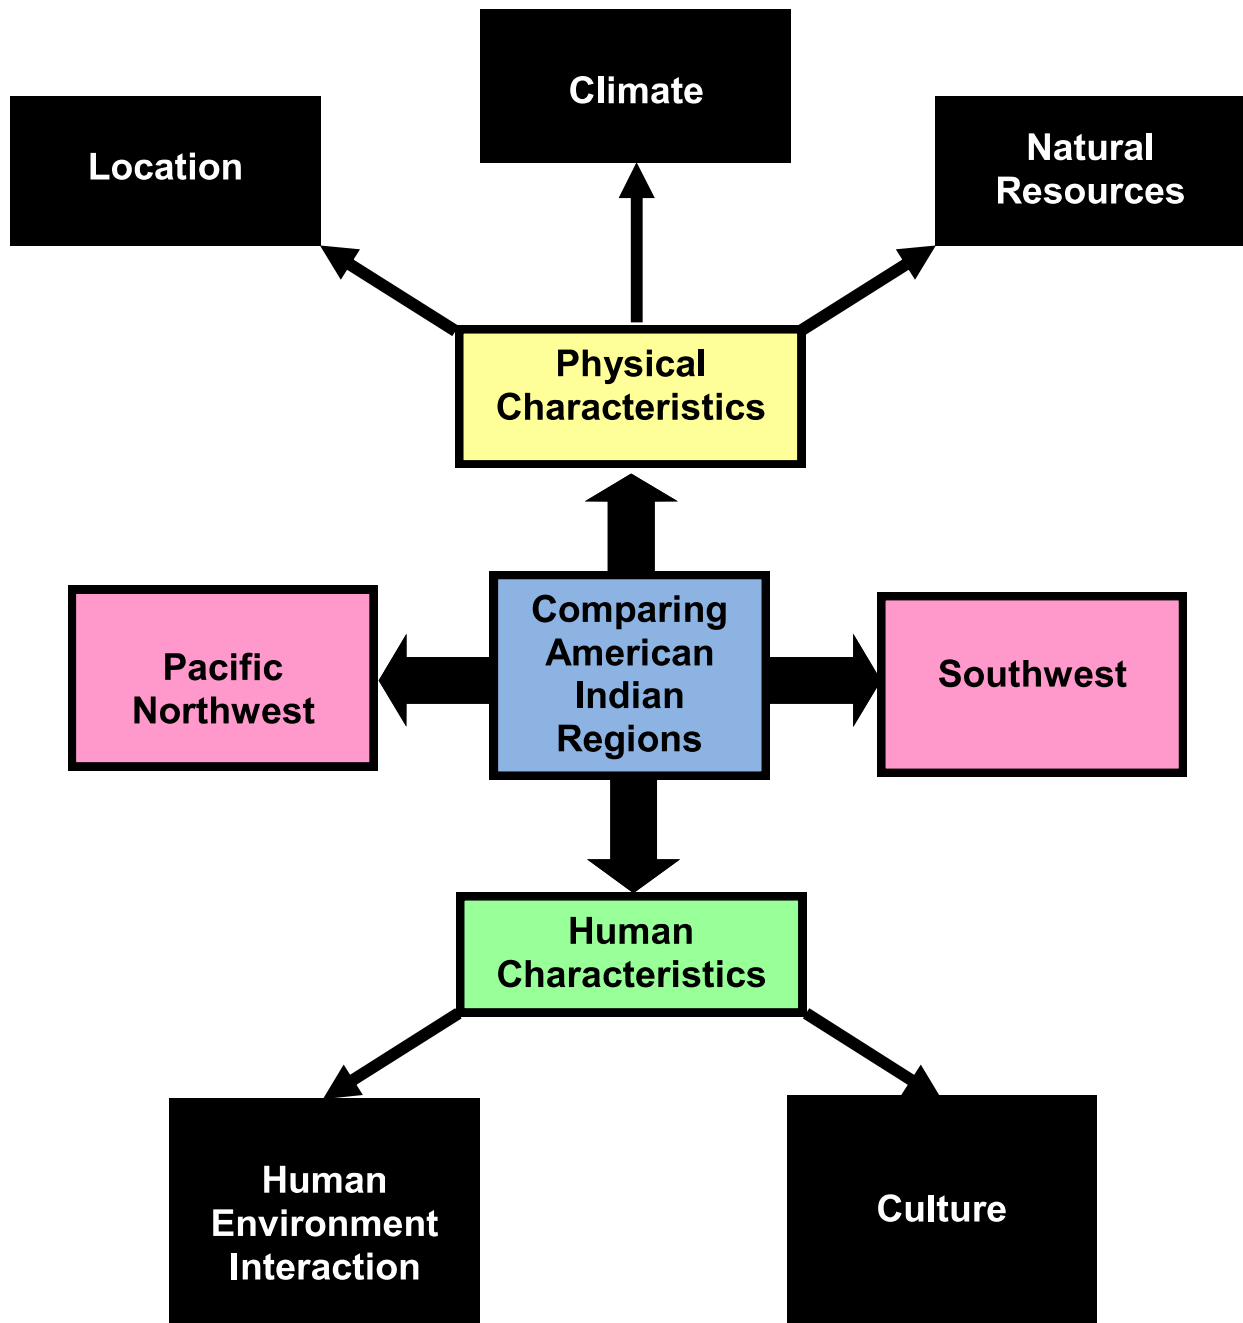 Climate
Location
Natural
Resources
Physical
Characteristics
Pacific
Northwest
Comparing
American
Indian
Regions
Southwest
Human
Characteristics
Human
Environment
Interaction
Culture